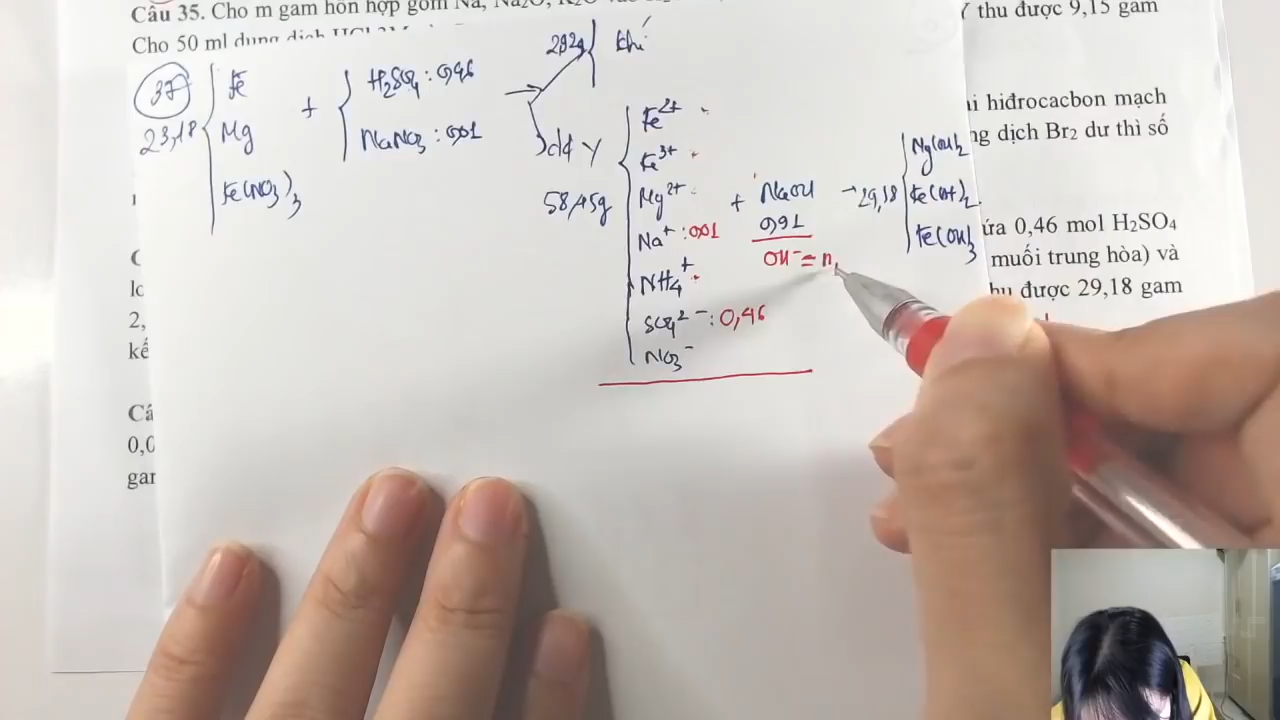 Câu 35. Cho m gam hỗn hợp gồm Na, Na2O,
Y thu được 9,15 gam
Cho 50 ml dung dịch
37
23,18
Fe
Mg
Fe(NO3)3
+
H2SO4 : 0,46
NaNO3 : 0,01
2,92g
khí
dd Y
58,45g
Fe2+
Fe3+
Mg2+
Na+ : 0,01
NH4+
SO42- : 0,46
NO3-
+ NaOH
0,91
OH- = n
29,18
Mg(OH)2
Fe(OH)2
Fe(OH)3
hiđrocacbon mạch
dịch Br2 dư thì số
0,46 mol H2SO4
muối trung hòa) và
thu được 29,18 gam
2,
kế